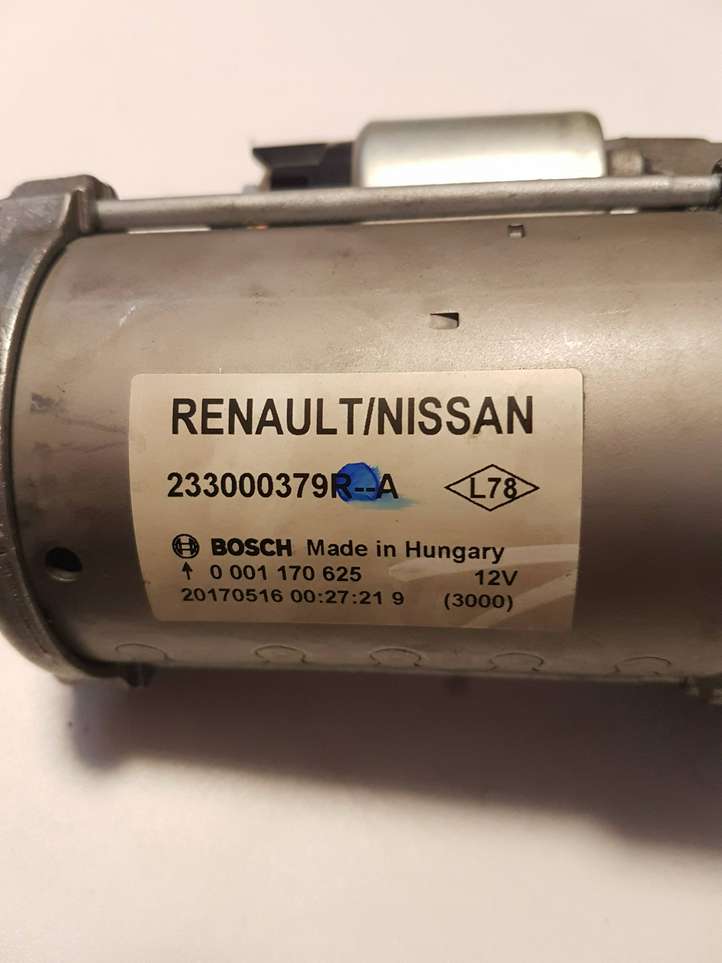 RENAULT/NISSAN
233000379R--A
L78
BOSCH Made in Hungary
↑ 0 001 170 625 12V
20170516 00:27:21 9 (3000)